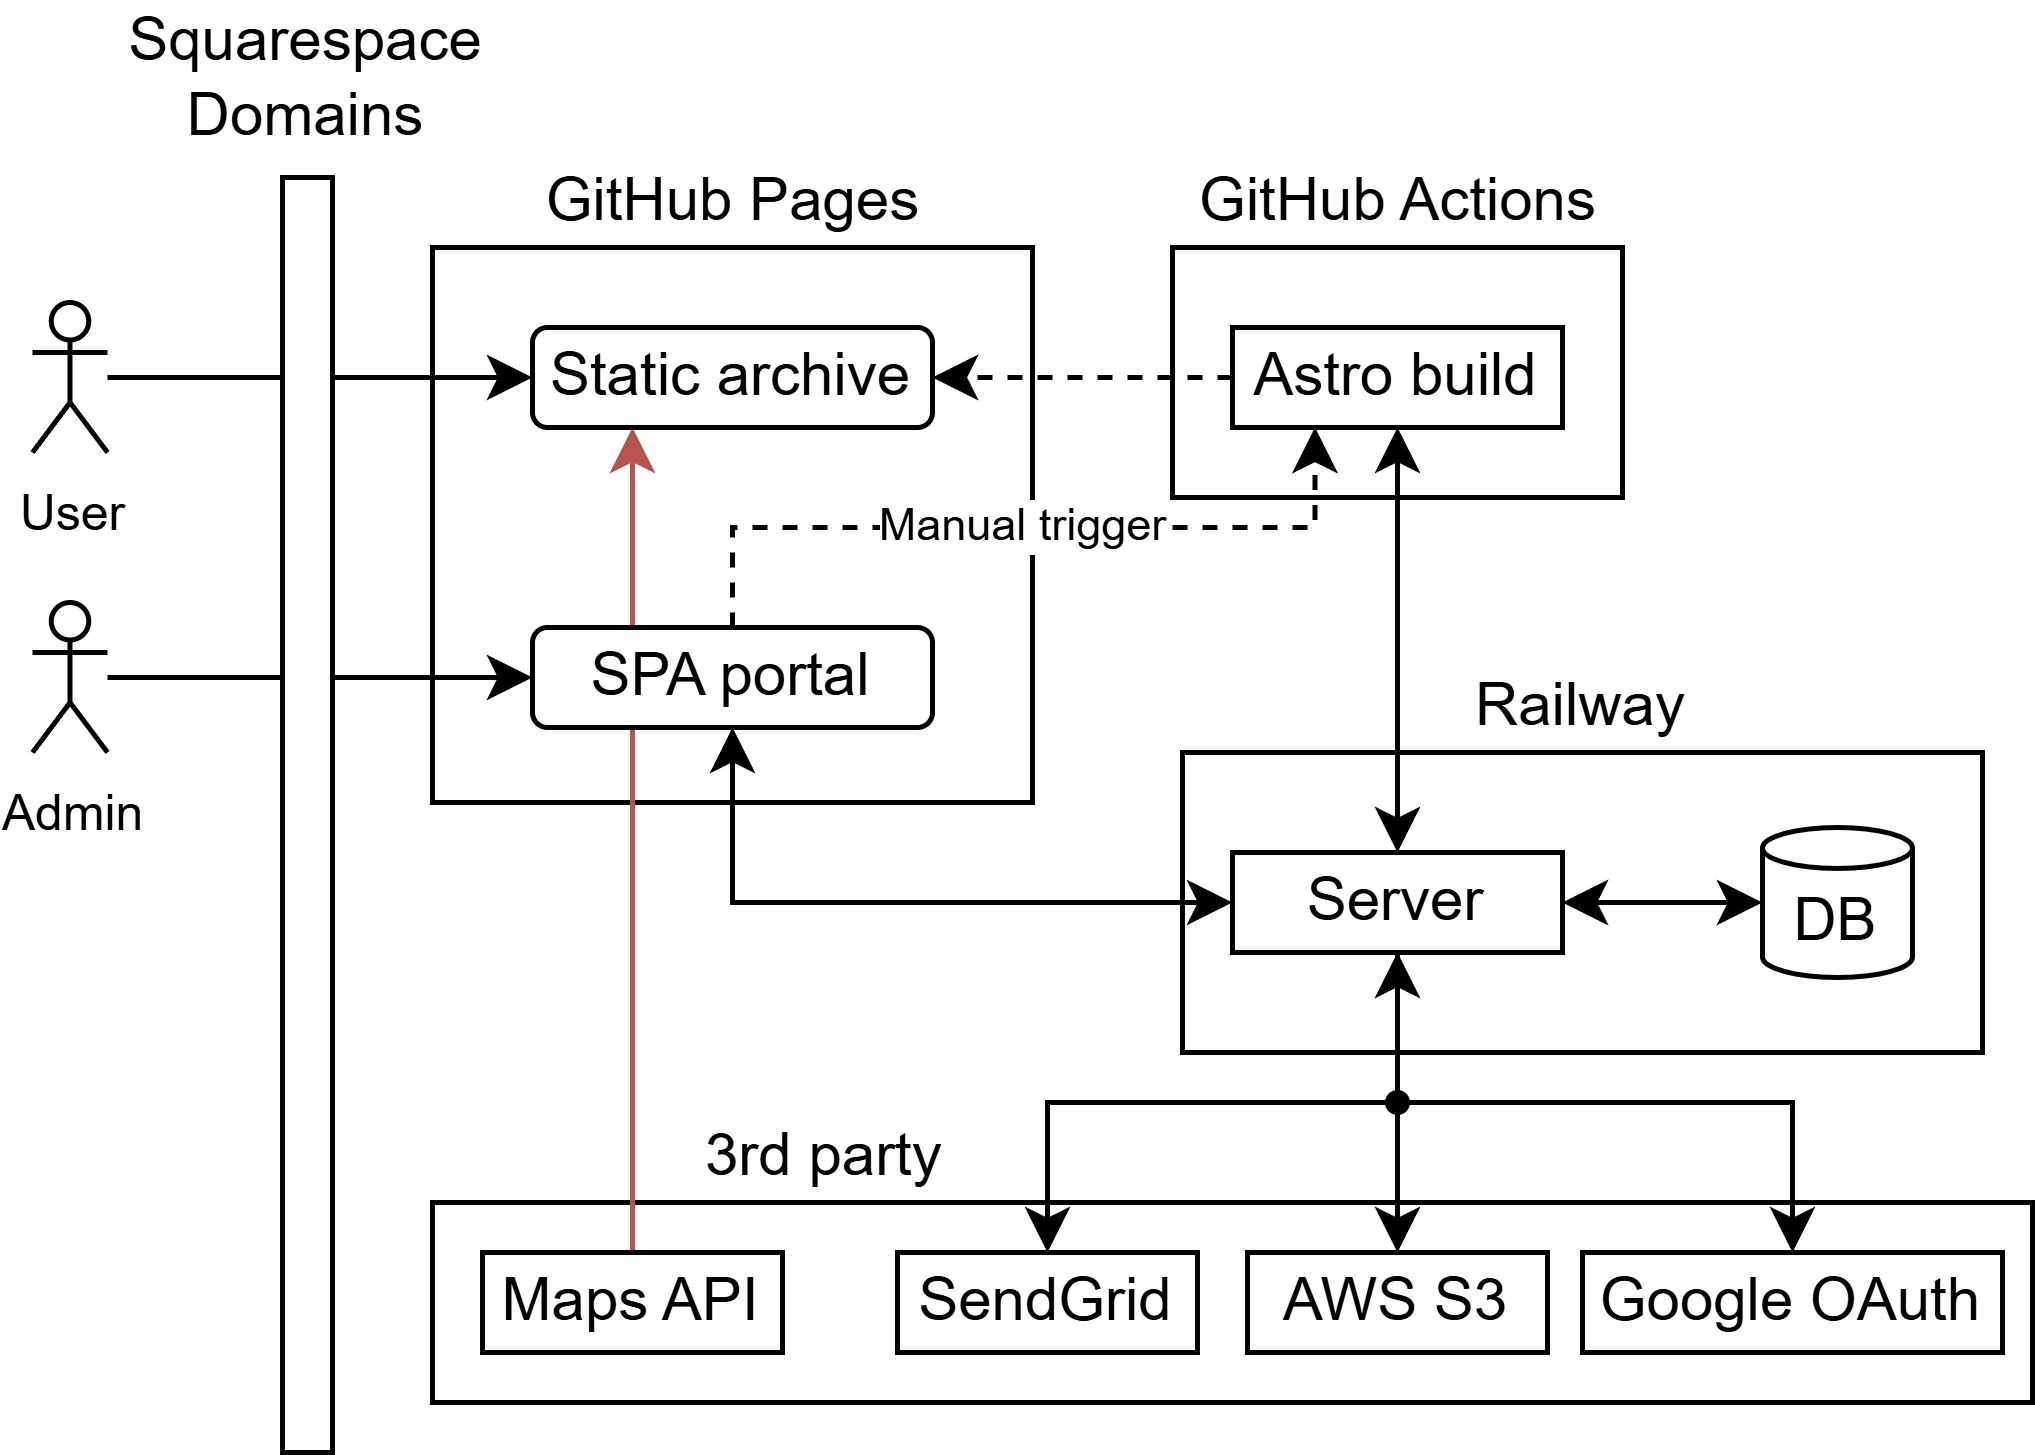 Squarespace
Domains
GitHub Pages
GitHub Actions
Static archive
Astro build
User
Manual trigger
SPA portal
Railway
Admin
Server
DB
3rd party
Maps API
SendGrid
AWS S3
Google OAuth